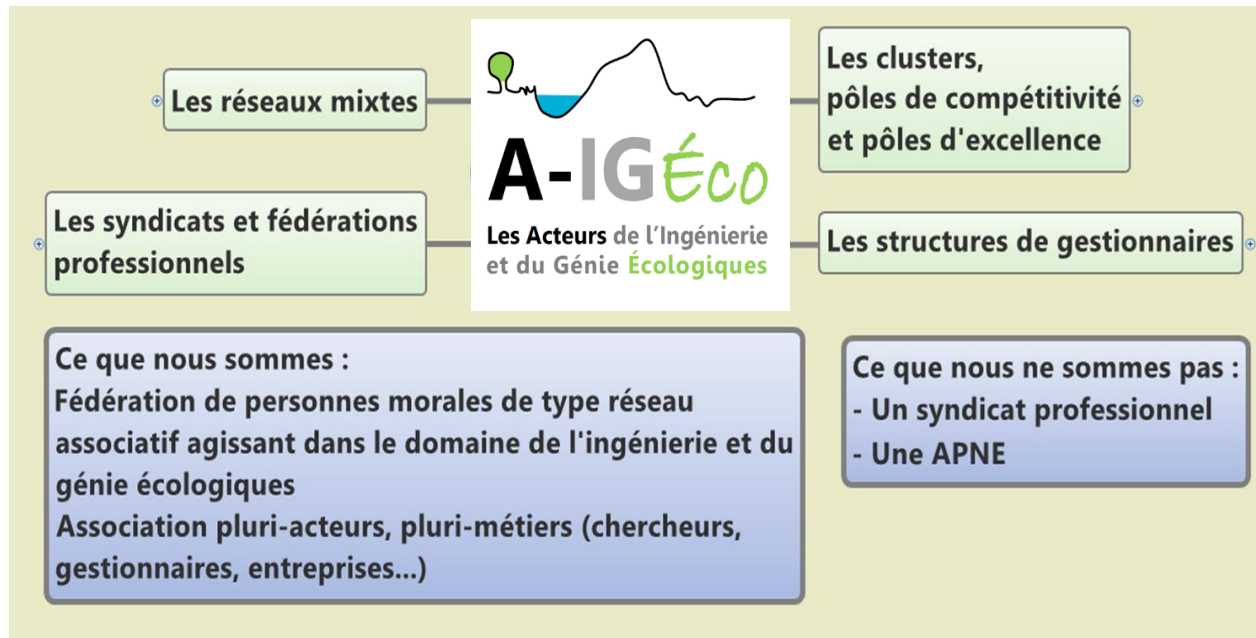 Les réseaux mixtes
Les syndicats et fédérations
professionnels
A-IGÉco
Les Acteurs de l'Ingénierie
et du Génie Écologiques
Les clusters,
pôles de compétitivité
et pôles d'excellence
Les structures de gestionnaires
Ce que nous sommes :
Fédération de personnes morales de type réseau
associatif agissant dans le domaine de l'ingénierie et du
génie écologiques
Association pluri-acteurs, pluri-métiers (chercheurs,
gestionnaires, entreprises...)
Ce que nous ne sommes pas :
- Un syndicat professionnel
- Une APNE